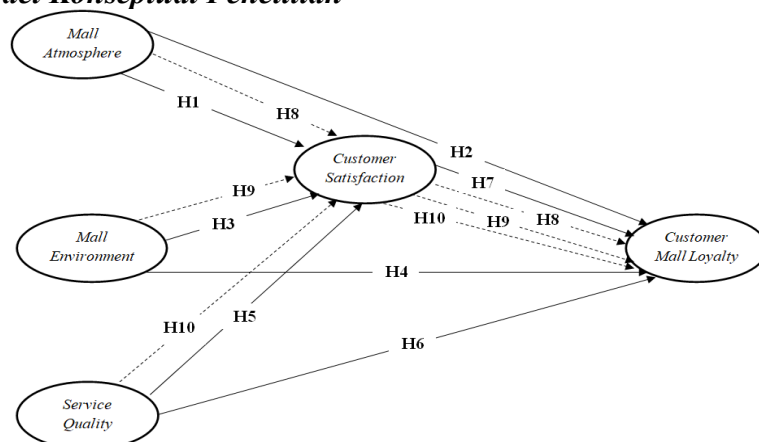 Konseptual Penelitian
Mall
Atmosphere
H1
H8
H2
Customer
Satisfaction
H7
H9
H3
H10
H9
H8
Mall
Environment
Customer
Mall Loyalty
H4
H10
H5
H6
Service
Quality